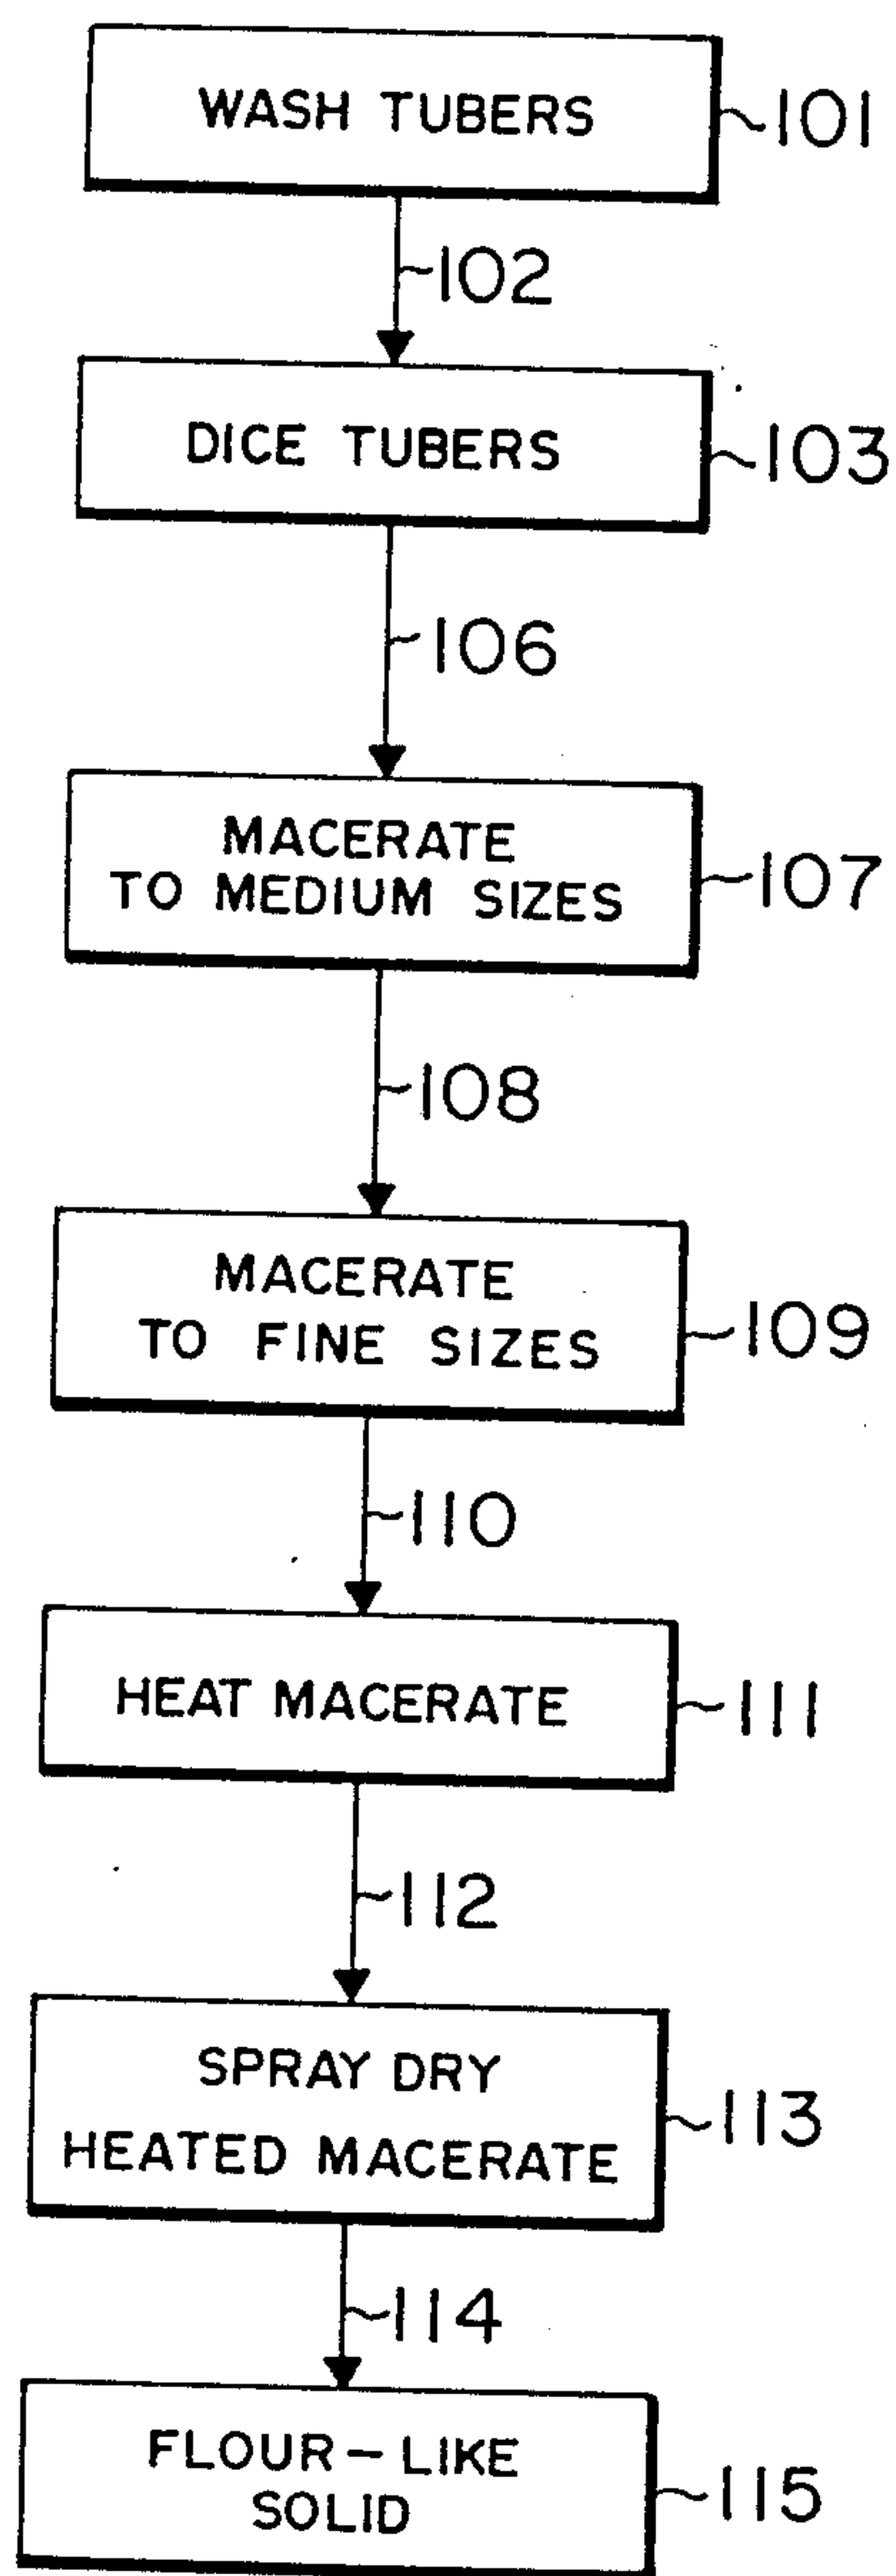 WASH TUBERS
101
102
DICE TUBERS
103
106
MACERATE
TO MEDIUM SIZES
107
108
MACERATE
TO FINE SIZES
109
110
HEAT MACERATE
111
112
SPRAY DRY
HEATED MACERATE
113
114
FLOUR-LIKE
SOLID
115